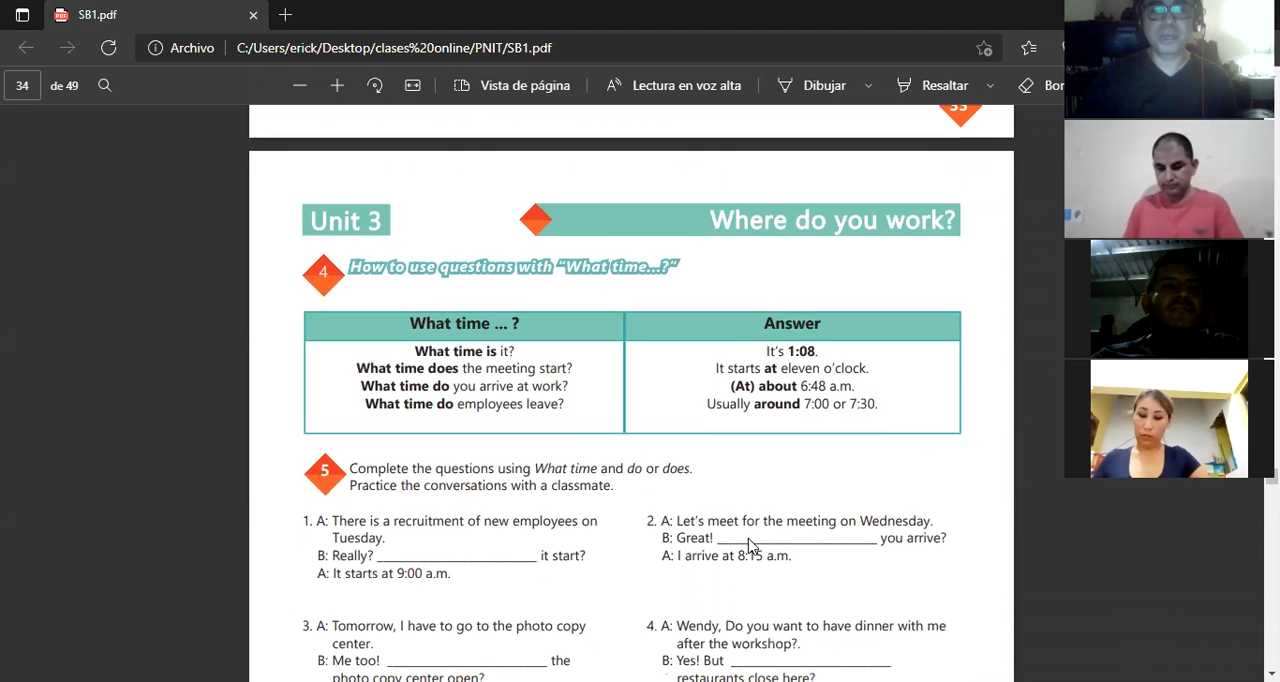 SB1.pdf
Archivo C:/Users/erick/Desktop/clases%20online/PNIT/SB1.pdf
34 de 49 Vista de página Lectura en voz alta Dibujar Resaltar Bor
33
Unit 3 Where do you work?
4 How to use questions with "What time...?"
What time ... ? Answer
What time is it? It's 1:08.
What time does the meeting start? It starts at eleven o'clock.
What time do you arrive at work? (At) about 6:48 a.m.
What time do employees leave? Usually around 7:00 or 7:30.
5 Complete the questions using What time and do or does.
Practice the conversations with a classmate.
1. A: There is a recruitment of new employees on
Tuesday.
B: Really? ____________________ it start?
A: It starts at 9:00 a.m.
2. A: Let's meet for the meeting on Wednesday.
B: Great! ____________________ you arrive?
A: I arrive at 8:15 a.m.
3. A: Tomorrow, I have to go to the photo copy
center.
B: Me too! ____________________ the
photo copy center open?
4. A: Wendy, Do you want to have dinner with me
after the workshop?.
B: Yes! But ____________________
restaurants close here?